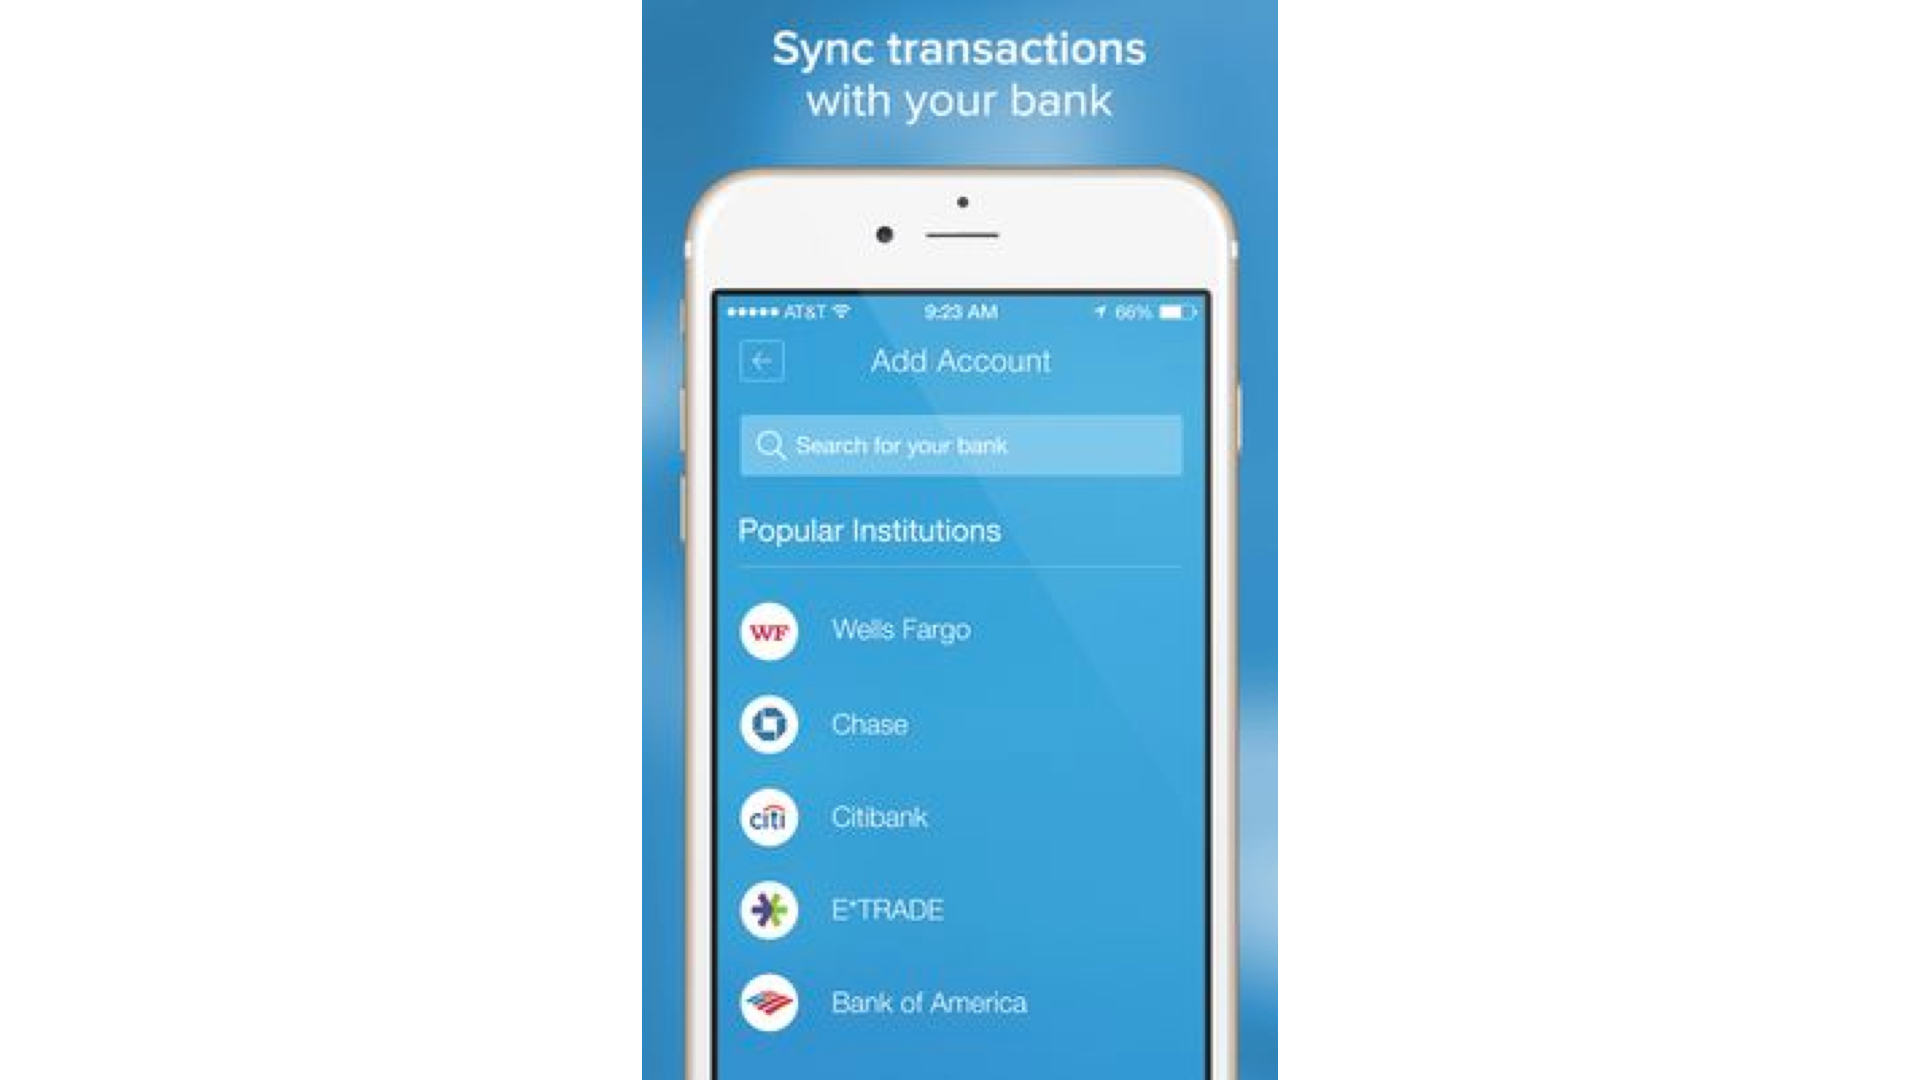 Sync transactions
with your bank
AT&T 9:23 AM 66%
Add Account
Search for your bank
Popular Institutions
WF Wells Fargo
Chase
citi Citibank
E*TRADE
Bank of America